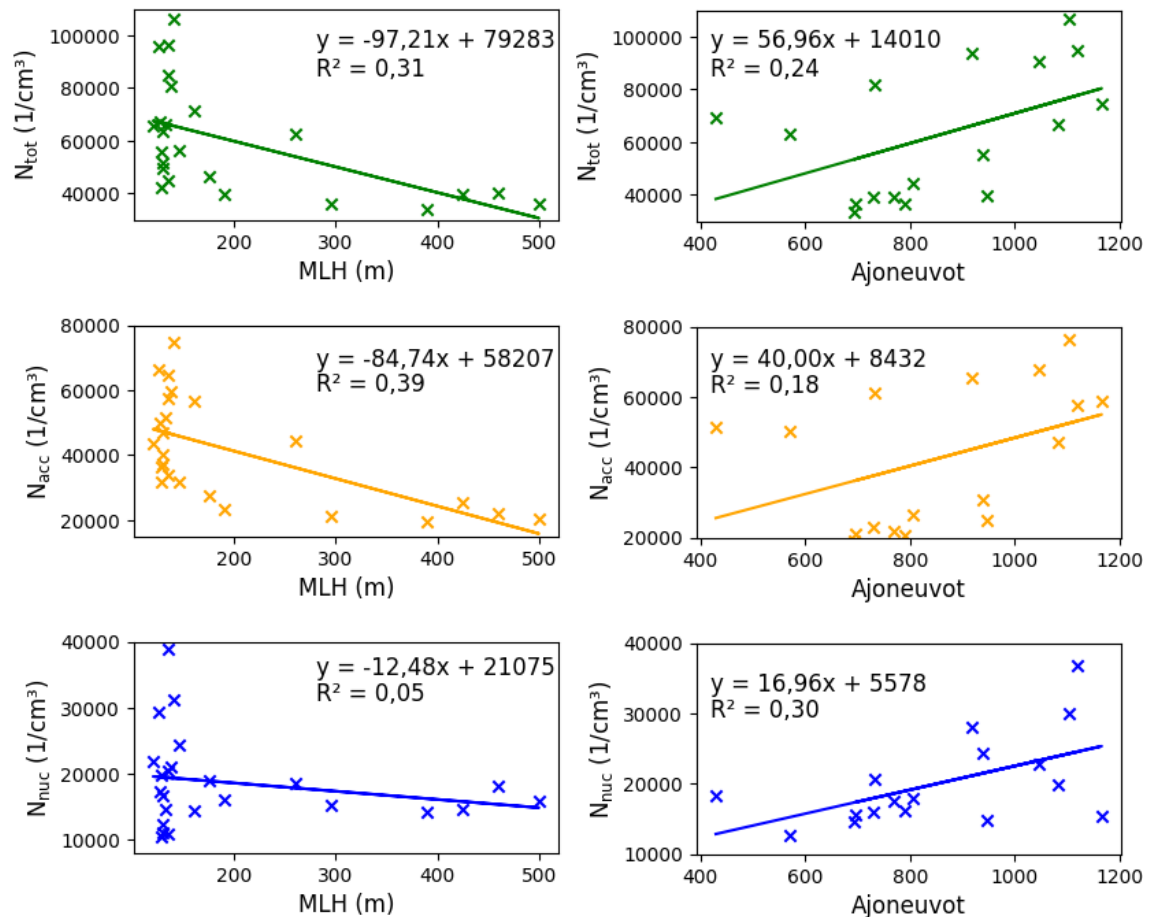 y = -97,21x + 79283
R² = 0,31
N_tot (1/cm³)
100000
80000
60000
40000
200
300
400
500
MLH (m)
y = 56,96x + 14010
R² = 0,24
N_tot (1/cm³)
100000
80000
60000
40000
400
600
800
1000
1200
Ajoneuvot
y = -84,74x + 58207
R² = 0,39
N_acc (1/cm³)
80000
60000
40000
20000
200
300
400
500
MLH (m)
y = 40,00x + 8432
R² = 0,18
N_acc (1/cm³)
80000
60000
40000
20000
400
600
800
1000
1200
Ajoneuvot
y = -12,48x + 21075
R² = 0,05
N_nuc (1/cm³)
40000
30000
20000
10000
200
300
400
500
MLH (m)
y = 16,96x + 5578
R² = 0,30
N_nuc (1/cm³)
40000
30000
20000
10000
400
600
800
1000
1200
Ajoneuvot